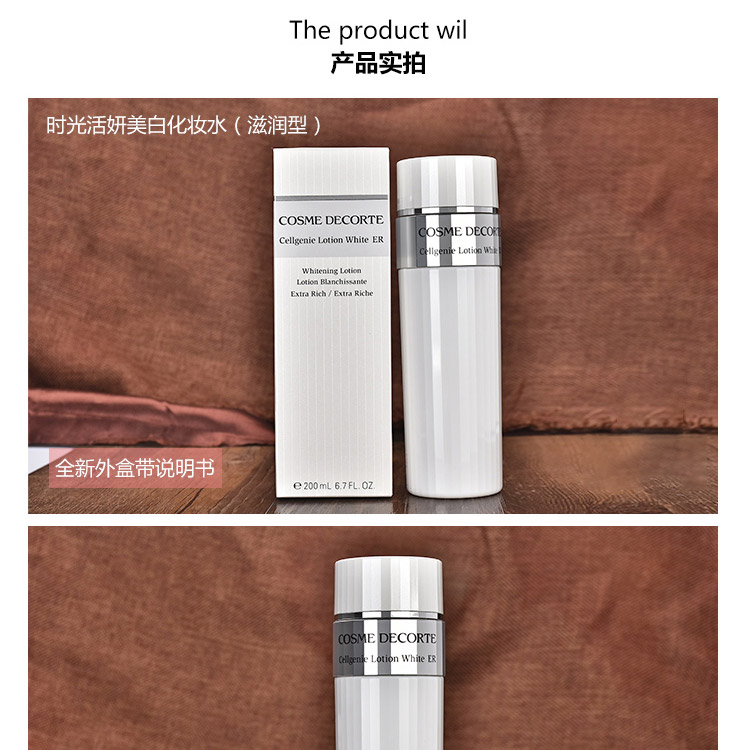 The product wil
产品实拍
时光活妍美白化妆水（滋润型）
COSME DECORTE
Cellgenie Lotion White ER
Whitening Lotion
Lotion Blanchissante
Extra Rich / Extra Riche
℮ 200 mL 6.7 FL. OZ.
COSME DECORTE
Cellgenie Lotion White
全新外盒带说明书
COSME DECORTE
Cellgenie Lotion White ER